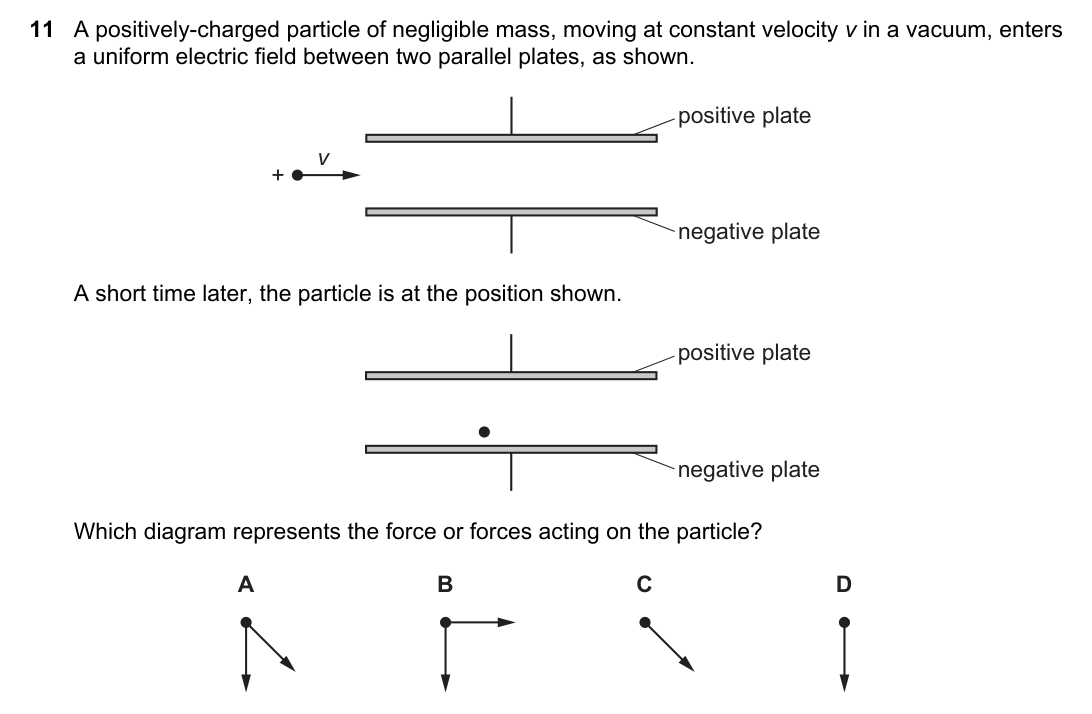 11 A positively-charged particle of negligible mass, moving at constant velocity v in a vacuum, enters
a uniform electric field between two parallel plates, as shown.
positive plate
v
+
negative plate
A short time later, the particle is at the position shown.
positive plate
negative plate
Which diagram represents the force or forces acting on the particle?
A B C D